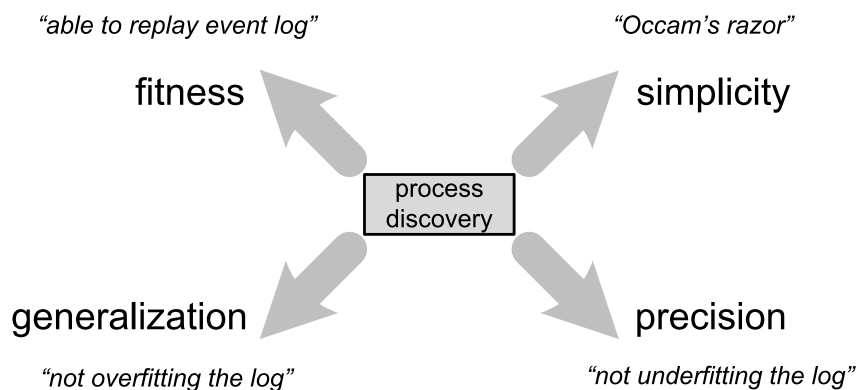 “able to replay event log”
“Occam’s razor”
fitness
simplicity
process
discovery
generalization
precision
“not overfitting the log”
“not underfitting the log”